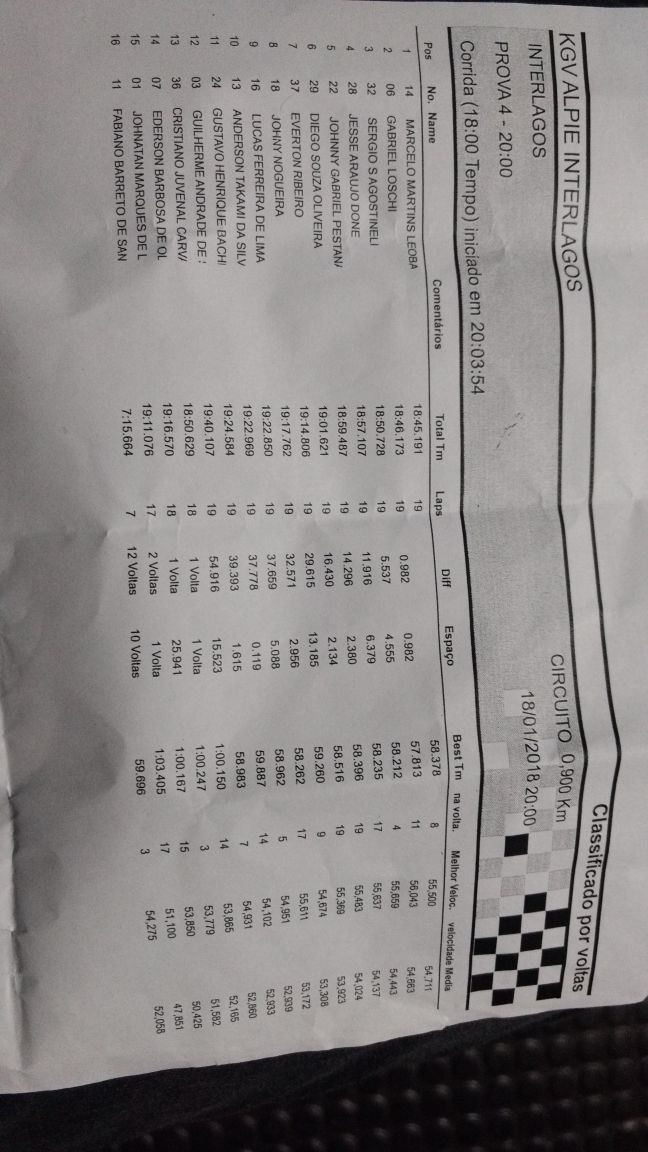 Classificado por voltas
KGV ALPIE INTERLAGOS
INTERLAGOS CIRCUITO 0,900 Km
PROVA 4 - 20:00 18/01/2018 20:00
Corrida (18:00 Tempo) iniciado em 20:03:54
Pos No. Name Comentários Total Tm Laps Diff Espaço Best Tm na volta. Melhor Veloc velocidade Media
1 14 MARCELO MARTINS LEOBA 18:45.191 19 58.378 8 55,500 54,711
2 06 GABRIEL LOSCHI 18:46.173 19 0.982 0.982 57.813 11 56,043 54,663
3 32 SERGIO S AGOSTINELI 18:50.728 19 5.537 4.555 58.212 4 55,659 54,443
4 28 JESSE ARAUJO DONE 18:57.107 19 11.916 6.379 58.235 17 55,637 54,137
5 22 JOHNNY GABRIEL PESTANA 18:59.487 19 14.296 2.380 58.396 19 55,483 54,024
6 29 DIEGO SOUZA OLIVEIRA 19:01.621 19 16.430 2.134 58.516 19 55,369 53,923
7 37 EVERTON RIBEIRO 19:14.806 19 29.615 13.185 59.260 9 54,674 53,308
8 18 JOHNY NOGUEIRA 19:17.762 19 32.571 2.956 58.262 17 55,611 53,172
9 16 LUCAS FERREIRA DE LIMA 19:22.850 19 37.659 5.088 58.962 5 54,951 52,939
10 13 ANDERSON TAKAMI DA SILV 19:22.969 19 37.778 0.119 59.887 14 54,102 52,933
11 24 GUSTAVO HENRIQUE BACHI 19:24.584 19 39.393 1.615 58.983 7 54,931 52,860
12 03 GUILHERME ANDRADE DE 19:40.107 19 54.916 15.523 1:00.150 14 53,865 52,165
13 36 CRISTIANO JUVENAL CARV 18:50.629 18 1 Volta 1 Volta 1:00.247 3 53,779 51,582
14 07 EDERSON BARBOSA DE OL 19:16.570 18 1 Volta 25.941 1:00.167 15 53,850 50,425
15 01 JOHNATAN MARQUES DE L 19:11.076 17 2 Voltas 1 Volta 1:03.405 17 51,100 47,851
16 11 FABIANO BARRETO DE SAN 7:15.664 7 12 Voltas 10 Voltas 59.696 3 54,275 52,058